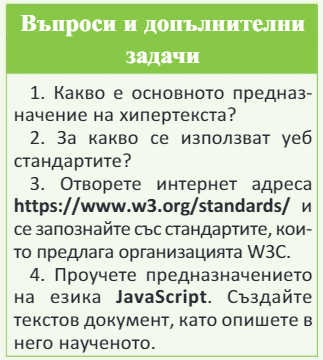 Въпроси и допълнителни
задачи
1. Какво е основното предназ-
начение на хипертекста?
2. За какво се използват уеб
стандартите?
3. Отворете интернет адреса
https://www.w3.org/standards/ и
се запознайте със стандартите, кои-
то предлага организацията W3C.
4. Проучете предназначението
на езика JavaScript. Създайте
текстов документ, като опишете в
него наученото.